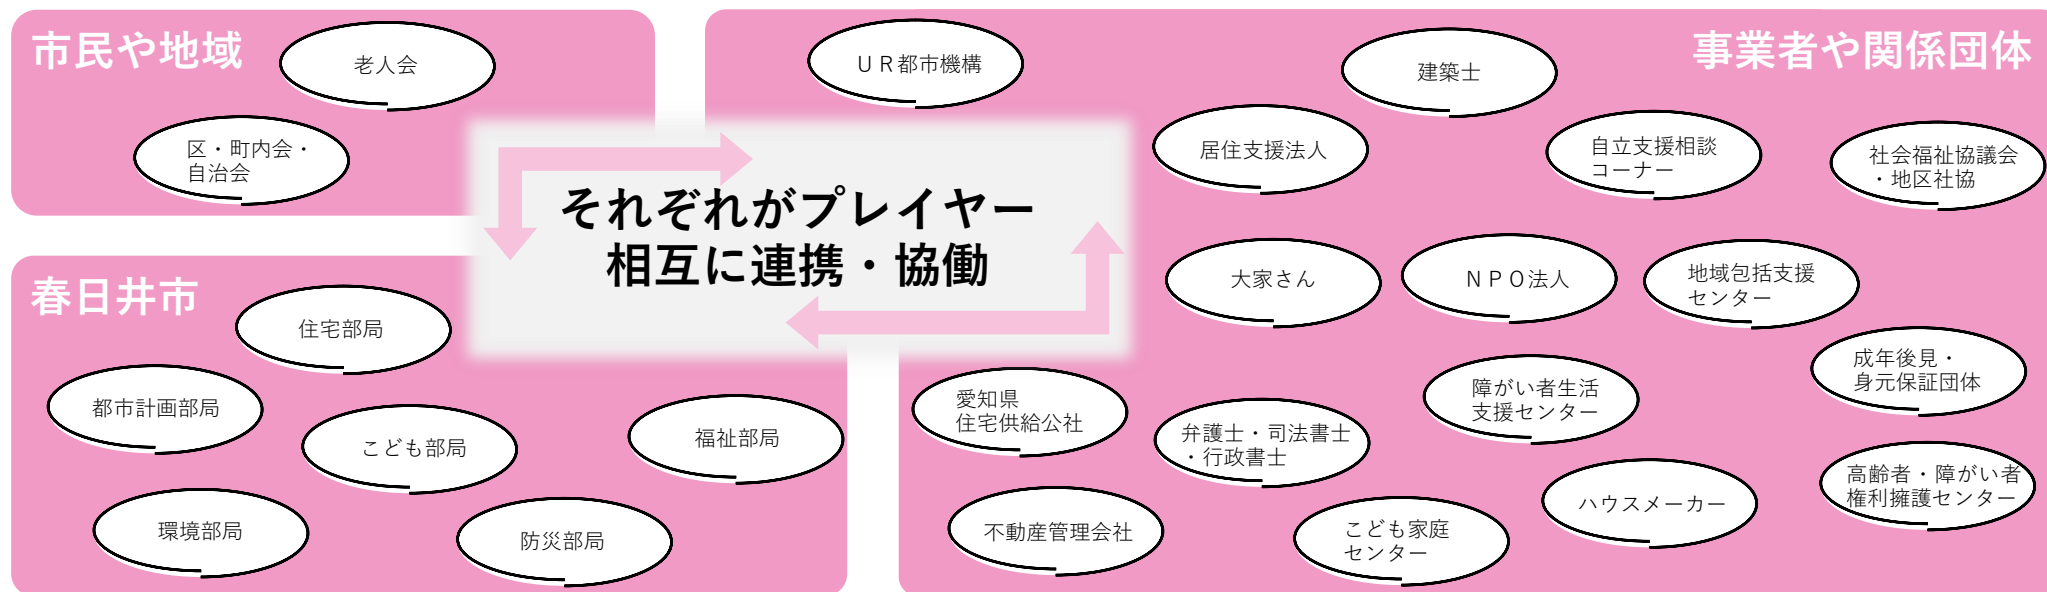 市民や地域
老人会
区・町内会・
自治会
事業者や関係団体
ＵＲ都市機構
建築士
居住支援法人
自立支援相談
コーナー
社会福祉協議会
・地区社協
それぞれがプレイヤー
相互に連携・協働
大家さん
ＮＰＯ法人
地域包括支援
センター
愛知県
住宅供給公社
弁護士・司法書士
・行政書士
障がい者生活
支援センター
成年後見・
身元保証団体
不動産管理会社
こども家庭
センター
ハウスメーカー
高齢者・障がい者
権利擁護センター
春日井市
住宅部局
都市計画部局
こども部局
福祉部局
環境部局
防災部局